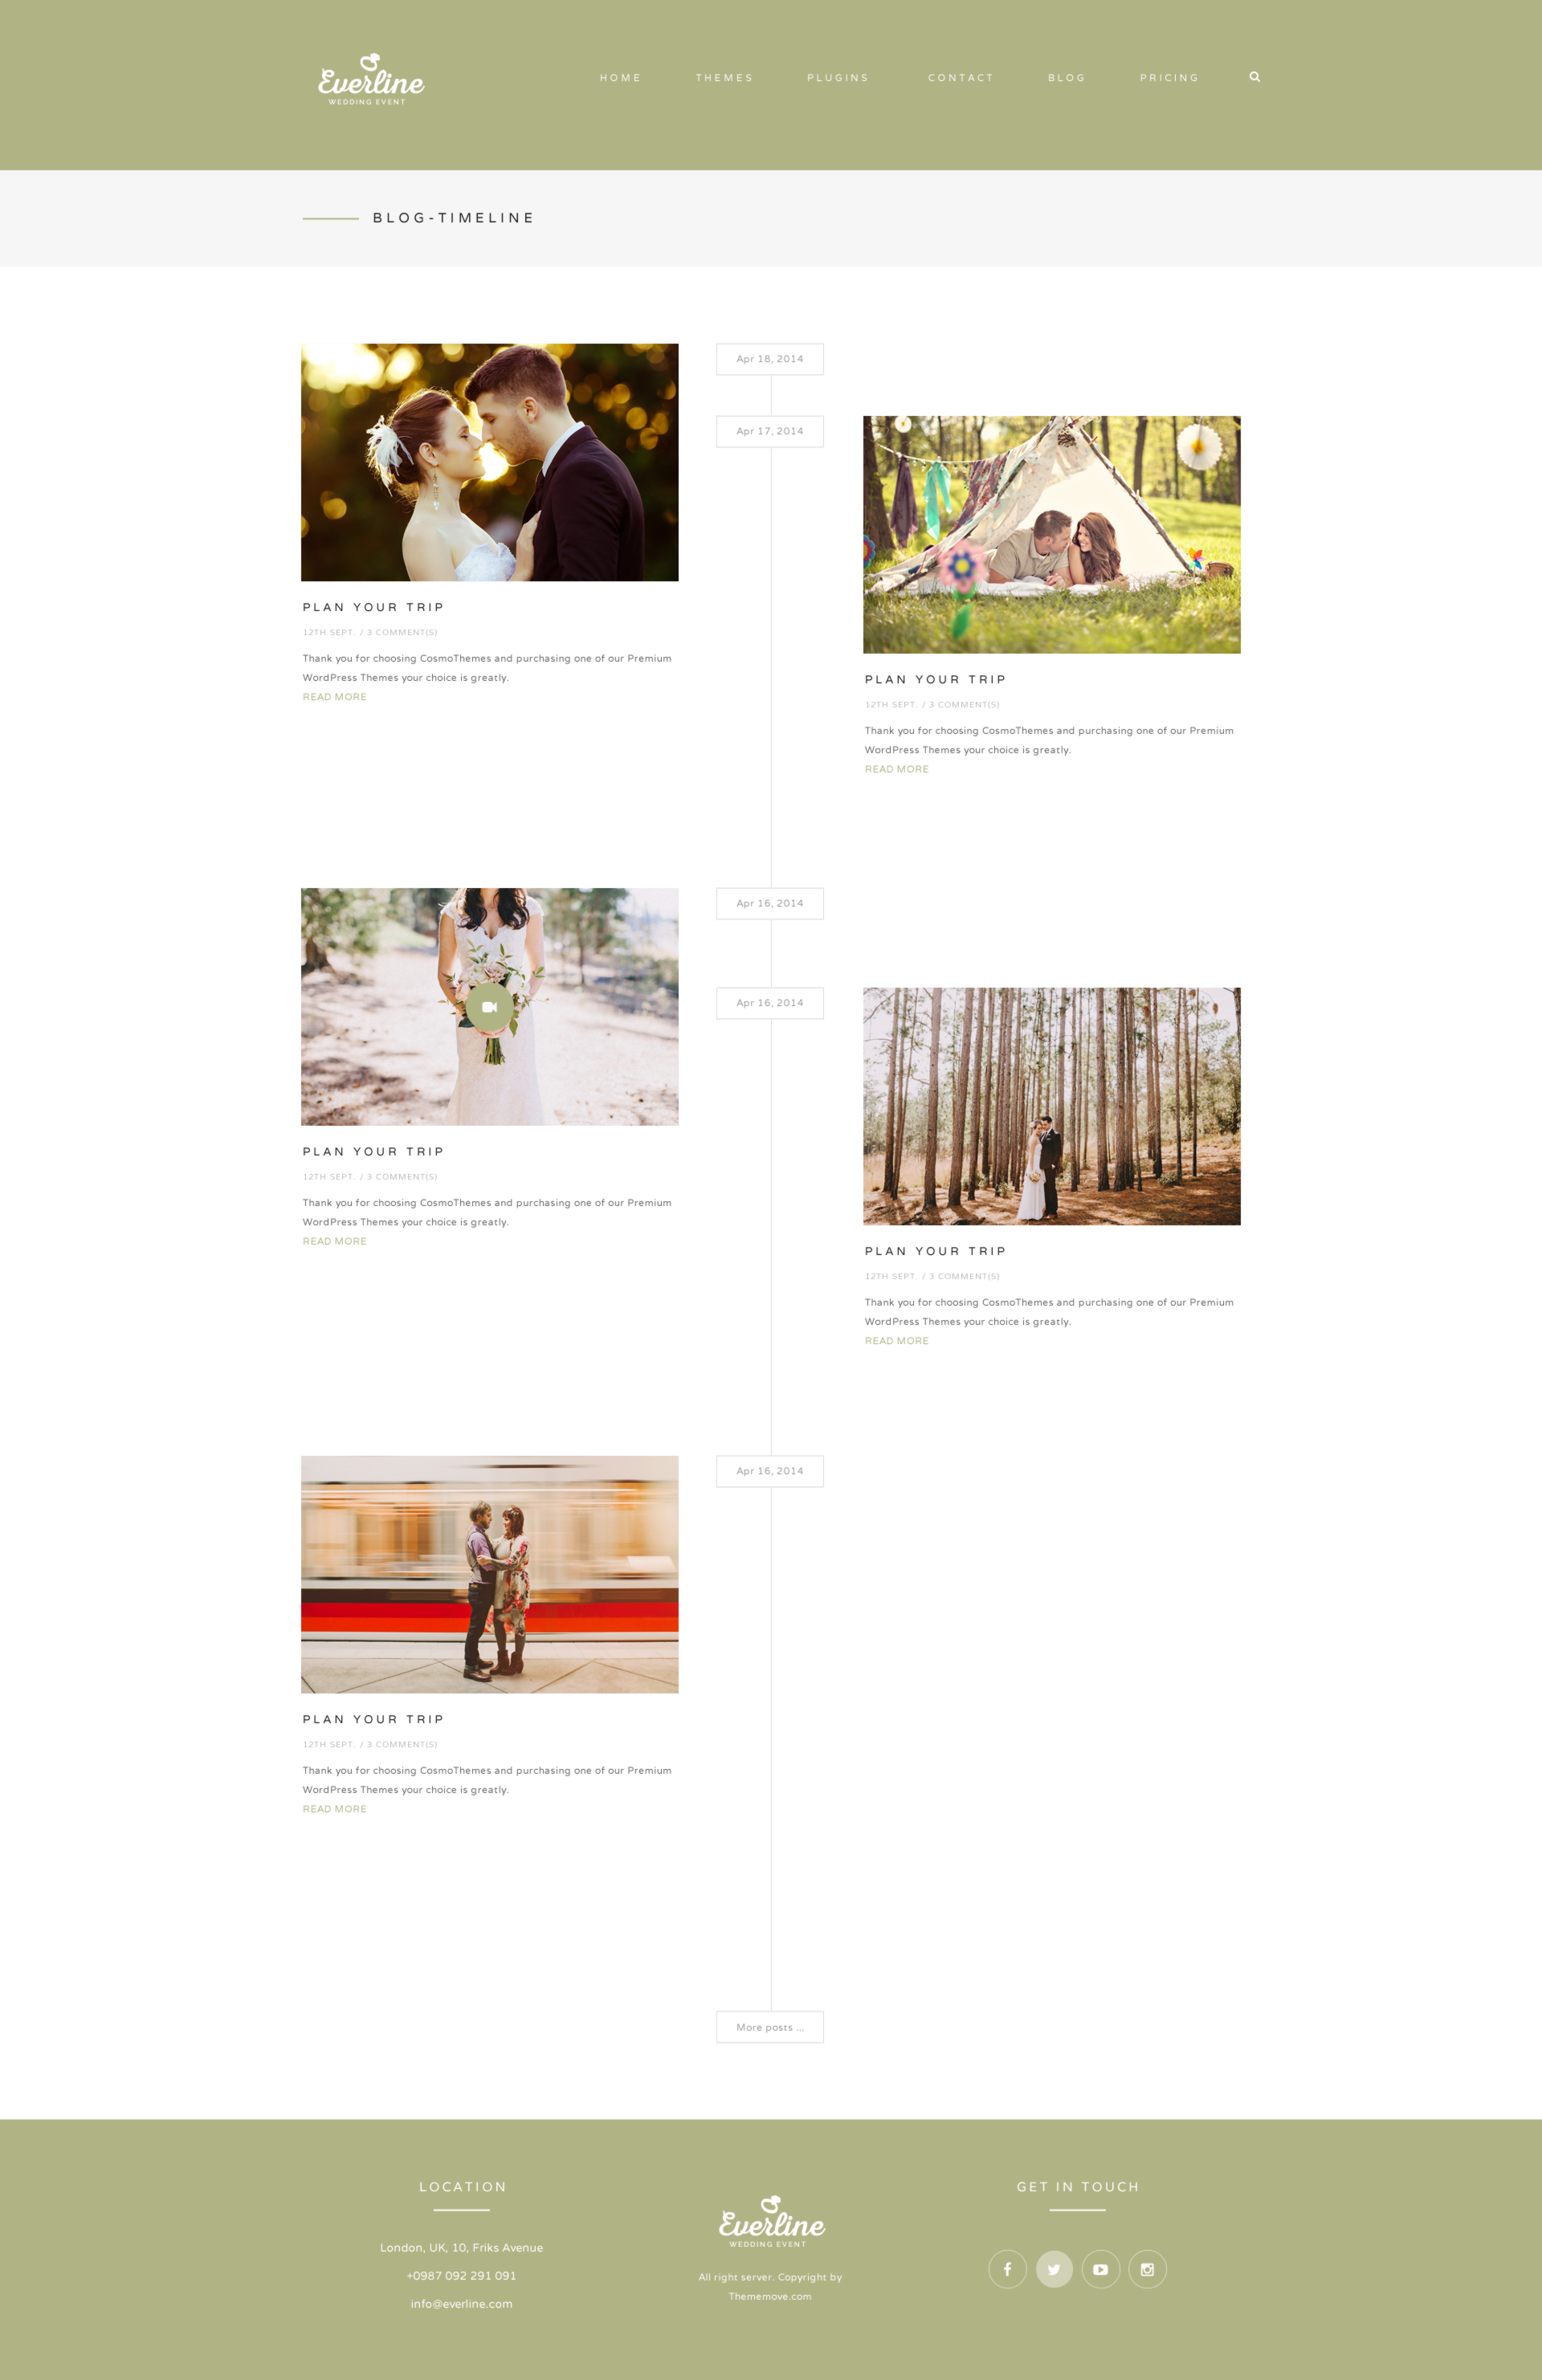 Everline
WEDDING EVENT
HOME THEMES PLUGINS CONTACT BLOG PRICING
BLOG-TIMELINE
Apr 18, 2014
PLAN YOUR TRIP
12TH SEPT. / 3 COMMENT(S)
Thank you for choosing CosmoThemes and purchasing one of our Premium
WordPress Themes your choice is greatly.
READ MORE
Apr 17, 2014
PLAN YOUR TRIP
12TH SEPT. / 3 COMMENT(S)
Thank you for choosing CosmoThemes and purchasing one of our Premium
WordPress Themes your choice is greatly.
READ MORE
Apr 16, 2014
PLAN YOUR TRIP
12TH SEPT. / 3 COMMENT(S)
Thank you for choosing CosmoThemes and purchasing one of our Premium
WordPress Themes your choice is greatly.
READ MORE
Apr 16, 2014
PLAN YOUR TRIP
12TH SEPT. / 3 COMMENT(S)
Thank you for choosing CosmoThemes and purchasing one of our Premium
WordPress Themes your choice is greatly.
READ MORE
Apr 16, 2014
PLAN YOUR TRIP
12TH SEPT. / 3 COMMENT(S)
Thank you for choosing CosmoThemes and purchasing one of our Premium
WordPress Themes your choice is greatly.
READ MORE
More posts ...
LOCATION
London, UK, 10, Friks Avenue
+0987 092 291 091
info@everline.com
Everline
WEDDING EVENT
All right server. Copyright by
Thememove.com
GET IN TOUCH